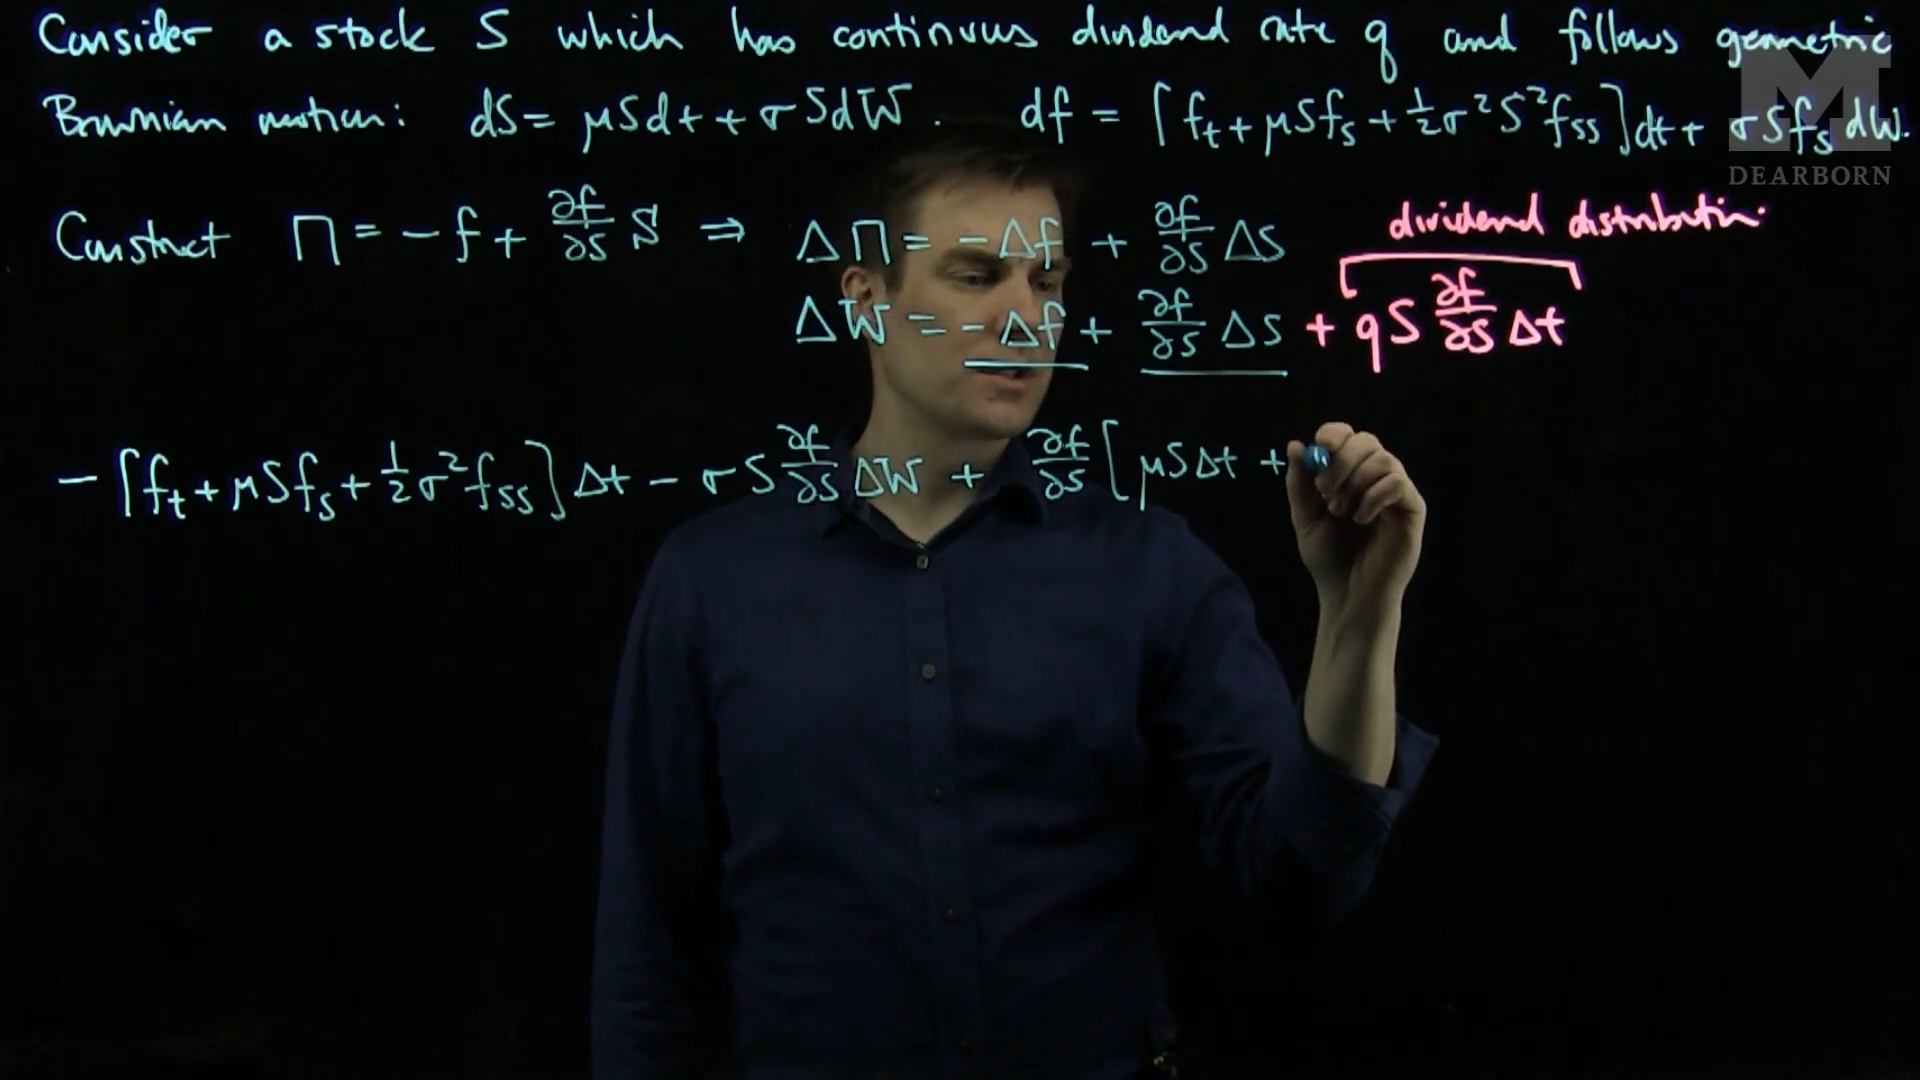 Consider a stock S which has continuous dividend rate q and follows geometric
Brownian motion: dS = μSdt + σSdW. df = [f_t + μSf_s + ½σ²S²f_ss]dt + σSf_s dW.
DEARBORN
Construct Π = -f + ∂f/∂S S ⇒ ΔΠ = -Δf + ∂f/∂S ΔS
dividend distribution.
ΔW = -Δf + ∂f/∂S ΔS + qS ∂f/∂S Δt
-[f_t + μSf_s + ½σ²f_ss]Δt - σS ∂f/∂S ΔW + ∂f/∂S [μSΔt +